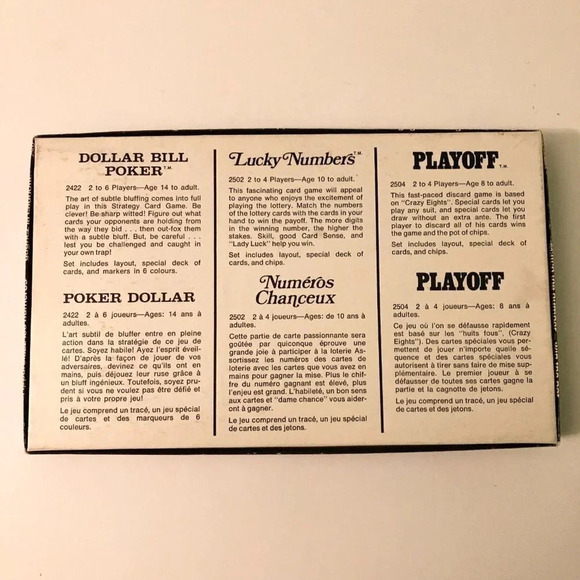 DOLLAR BILL
POKER™
2422 2 to 6 Players—Age 14 to adult.
The art of subtle bluffing comes into full
play in this Strategy Card Game. Be
clever! Be sharp witted! Figure out what
cards your opponents are holding from
the way they bid . . . then out-fox them
with a subtle bluff. But, be careful . . .
lest you be challenged and caught in
your own trap!
Set includes layout, special deck of
cards, and markers in 6 colours.
POKER DOLLAR
2422 2 à 6 joueurs—Ages: 14 ans à
adultes.
L'art subtil de bluffer entre en pleine
action dans la stratégie de ce jeu de
cartes. Soyez habile! Ayez l'esprit éveil-
lé! D'après la façon de jouer de vos
adversaires, devinez ce qu'ils ont en
mains, puis déjouez leur ruse grâce à
un bluff ingénieux. Toutefois, soyez pru-
dent si vous ne voulez pas être défié et
pris à votre propre jeu!
Le jeu comprend un tracé, un jeu spécial
de cartes et des marqueurs de 6
couleurs.
Lucky Numbers™
2502 2 to 4 Players—Age 10 to adult.
This fascinating card game will appeal
to anyone who enjoys the excitement of
playing the lottery. Match the numbers
of the lottery cards with the cards in your
hand to win the payoff. The more digits
in the winning number, the higher the
stakes. Skill, good Card Sense, and
"Lady Luck" help you win.
Set includes layout, special deck of
cards, and chips.
Numéros
Chanceux
2502 2 à 4 joueurs—Ages: de 10 ans à
adultes.
Cette partie de carte passionnante sera
goûtée par quiconque éprouve une
grande joie à participer à la loterie As-
sortissez les numéros des cartes de
loterie avec les cartes que vous avez en
mains pour gagner la mise. Plus le chif-
fre du numéro gagnant est élevé, plus
l'enjeu est grand. L'habileté, un bon sens
aux cartes et "dame chance" vous aider-
ont à gagner.
Le jeu comprend un tracé, un jeu spécial
de cartes et des jetons.
PLAYOFF™
2504 2 to 4 Players—Age 8 to adult.
This fast-paced discard game is based
on "Crazy Eights". Special cards let you
play any suit, and special cards let you
draw without an extra ante. The first
player to discard all of his cards wins
the game and the pot of chips.
Set includes layout, special deck of
cards, and chips.
PLAYOFF
2504 2 à 4 joueurs—Ages: 8 ans à
adultes.
Ce jeu où l'on se défausse rapidement
est basé sur les "huits fous", (Crazy
Eights"). Des cartes spéciales vous per-
mettent de jouer n'importe quelle sé-
quence et des cartes spéciales vous
autorisent à tirer sans faire de mise sup-
plémentaire. Le premier joueur à se
défausser de toutes ses cartes gagne la
partie et la cagnotte de jetons.
Le jeu comprend un tracé, un jeu spécial
de cartes et des jetons.